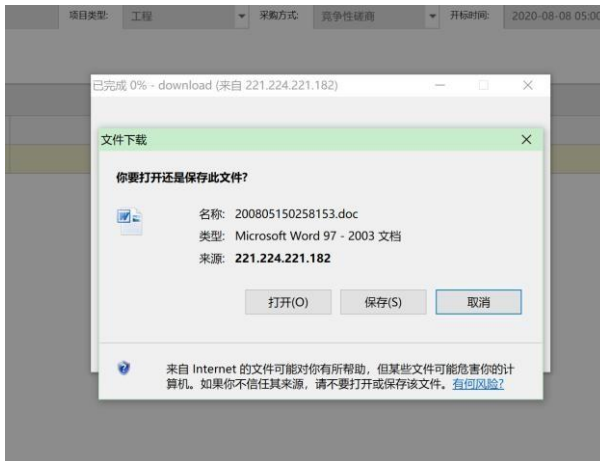 项目类型: 工程 采购方式: 竞争性磋商 开标时间: 2020-08-08 05:00
已完成 0% - download (来自 221.224.221.182)
文件下载
你要打开还是保存此文件?
名称: 200805150258153.doc
类型: Microsoft Word 97 - 2003 文档
来源: 221.224.221.182
打开(O) 保存(S) 取消
来自 Internet 的文件可能对你有所帮助，但某些文件可能危害你的计
算机。如果你不信任其来源，请不要打开或保存该文件。有何风险?